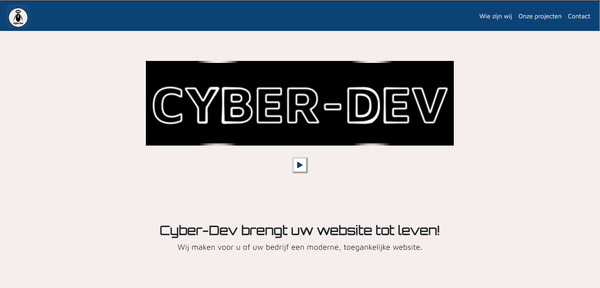 Wie zijn wij Onze projecten Contact
CYBER-DEV
Cyber-Dev brengt uw website tot leven!
Wij maken voor u of uw bedrijf een moderne, toegankelijke website.